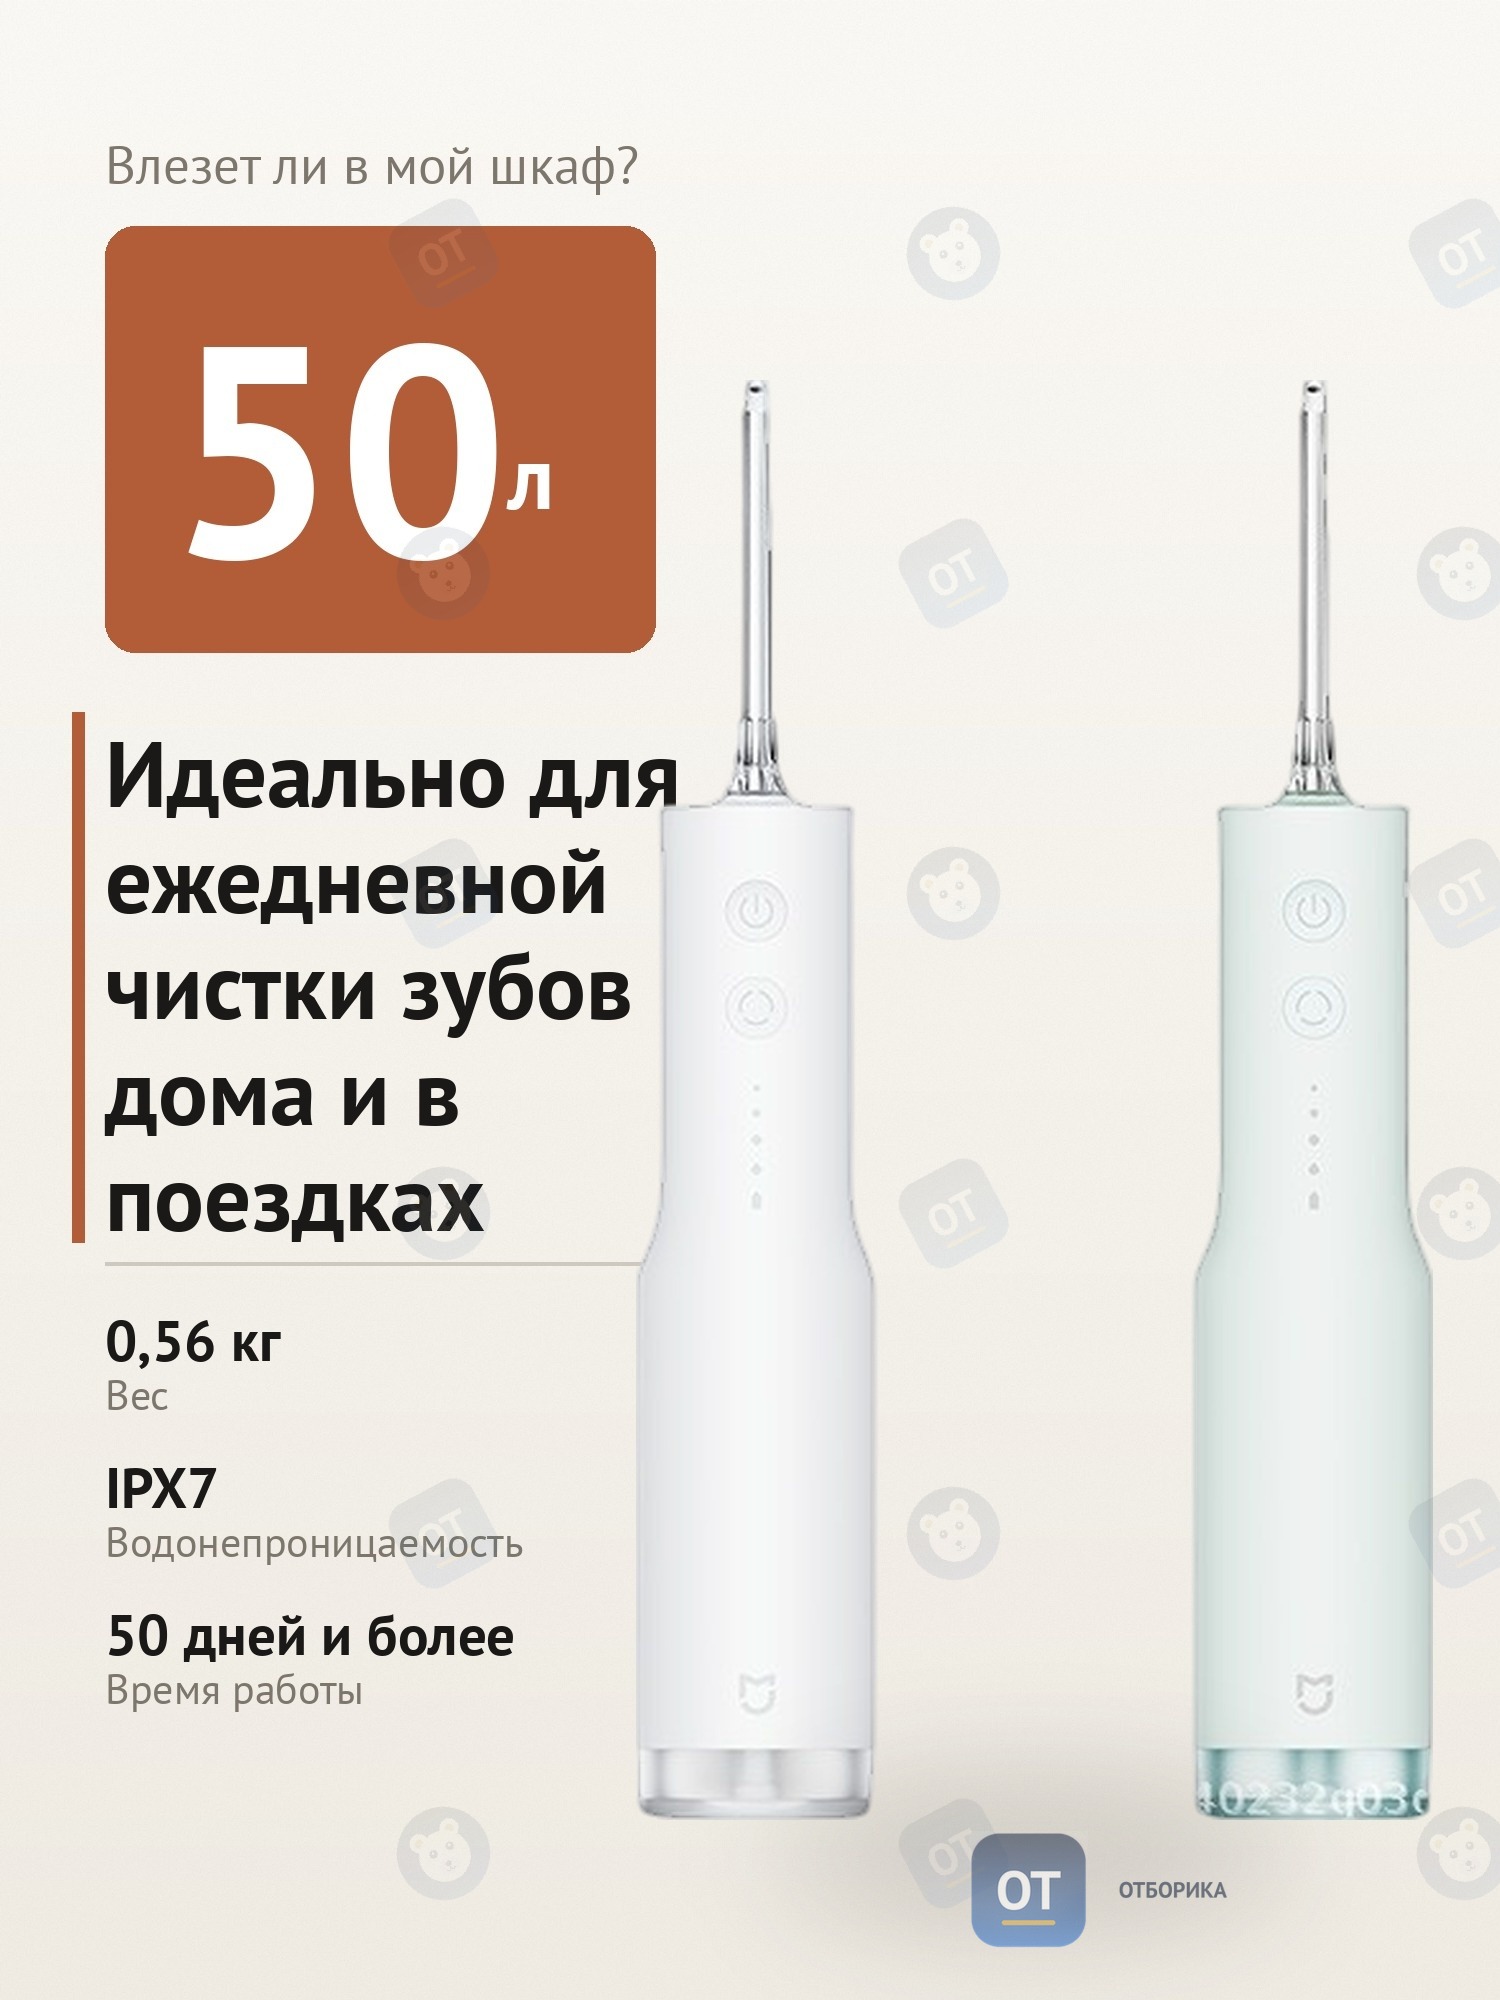 Влезет ли в мой шкаф?
50л
Идеально для
ежедневной
чистки зубов
дома и в
поездках
0,56 кг
Вес
IPX7
Водонепроницаемость
50 дней и более
Время работы
40232q03
ОТ
ОТБОРИКА